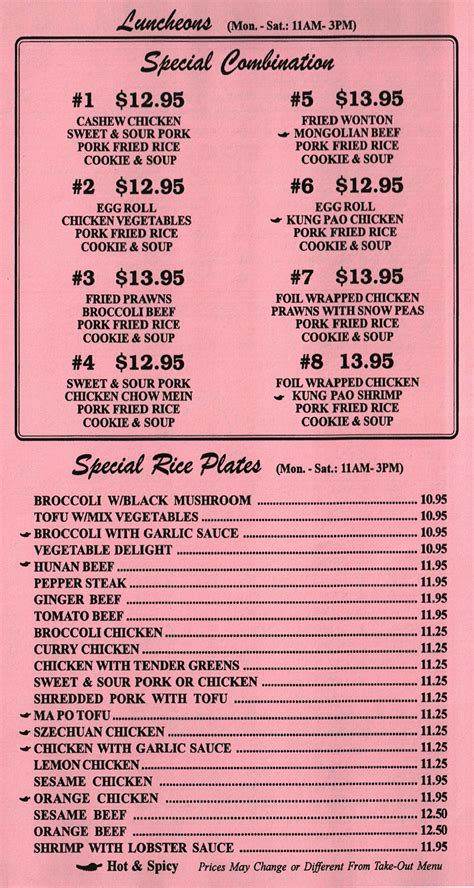 Luncheons (Mon. - Sat.: 11AM- 3PM)
Special Combination
#1 $12.95
CASHEW CHICKEN
SWEET & SOUR PORK
PORK FRIED RICE
COOKIE & SOUP
#2 $12.95
EGG ROLL
CHICKEN VEGETABLES
PORK FRIED RICE
COOKIE & SOUP
#3 $13.95
FRIED PRAWNS
BROCCOLI BEEF
PORK FRIED RICE
COOKIE & SOUP
#4 $12.95
SWEET & SOUR PORK
CHICKEN CHOW MEIN
PORK FRIED RICE
COOKIE & SOUP
#5 $13.95
FRIED WONTON
MONGOLIAN BEEF
PORK FRIED RICE
COOKIE & SOUP
#6 $12.95
EGG ROLL
KUNG PAO CHICKEN
PORK FRIED RICE
COOKIE & SOUP
#7 $13.95
FOIL WRAPPED CHICKEN
PRAWNS WITH SNOW PEAS
PORK FRIED RICE
COOKIE & SOUP
#8 13.95
FOIL WRAPPED CHICKEN
KUNG PAO SHRIMP
PORK FRIED RICE
COOKIE & SOUP
Special Rice Plates (Mon. - Sat.: 11AM- 3PM)
BROCCOLI W/BLACK MUSHROOM 10.95
TOFU W/MIX VEGETABLES 10.95
BROCCOLI WITH GARLIC SAUCE 10.95
VEGETABLE DELIGHT 10.95
HUNAN BEEF 11.95
PEPPER STEAK 11.95
GINGER BEEF 11.95
TOMATO BEEF 11.95
BROCCOLI CHICKEN 11.25
CURRY CHICKEN 11.25
CHICKEN WITH TENDER GREENS 11.25
SWEET & SOUR PORK OR CHICKEN 11.25
SHREDDED PORK WITH TOFU 11.25
MA PO TOFU 11.25
SZECHUAN CHICKEN 11.25
CHICKEN WITH GARLIC SAUCE 11.25
LEMON CHICKEN 11.25
SESAME CHICKEN 11.95
ORANGE CHICKEN 11.95
SESAME BEEF 12.50
ORANGE BEEF 12.50
SHRIMP WITH LOBSTER SAUCE 11.95
Hot & Spicy Prices May Change or Different From Take-Out Menu